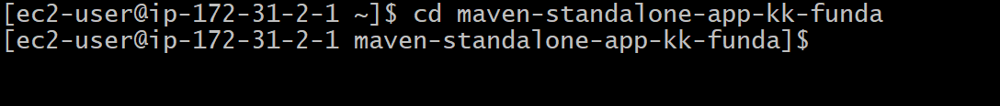 [ec2-user@ip-172-31-2-1 ~]$ cd maven-standalone-app-kk-funda
[ec2-user@ip-172-31-2-1 maven-standalone-app-kk-funda]$